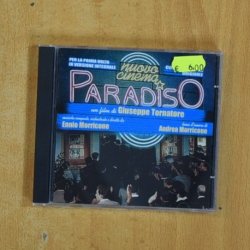 PER LA PRIMA VOLTA
IN VERSIONE INTEGRALE
€ 6,00
nuovo
cinema
PARADISO
un film di Giuseppe Tornatore
musiche composte, orchestrate e dirette da
Ennio Morricone
tema d'amore di
Andrea Morricone